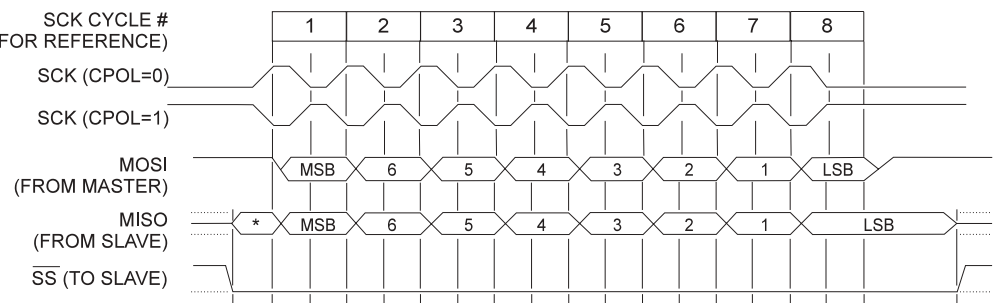 SCK CYCLE #
FOR REFERENCE)
1 2 3 4 5 6 7 8
SCK (CPOL=0)
SCK (CPOL=1)
MOSI
(FROM MASTER)
MSB 6 5 4 3 2 1 LSB
MISO
(FROM SLAVE)
* MSB 6 5 4 3 2 1 LSB
SS (TO SLAVE)